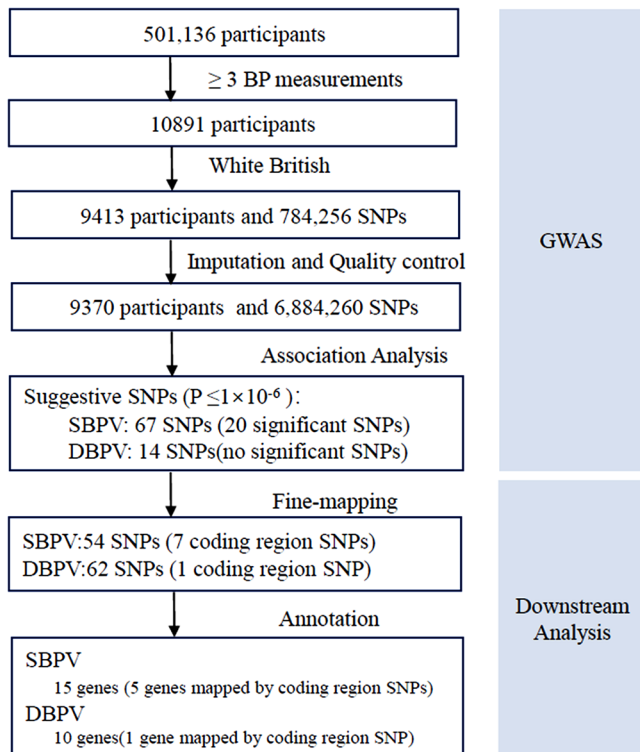 501,136 participants
≥ 3 BP measurements
10891 participants
White British
9413 participants and 784,256 SNPs
Imputation and Quality control
9370 participants and 6,884,260 SNPs
Association Analysis
Suggestive SNPs (P ≤1×10⁻⁶ ):
SBPV: 67 SNPs (20 significant SNPs)
DBPV: 14 SNPs(no significant SNPs)
GWAS
Fine-mapping
SBPV:54 SNPs (7 coding region SNPs)
DBPV:62 SNPs (1 coding region SNP)
Annotation
SBPV
15 genes (5 genes mapped by coding region SNPs)
DBPV
10 genes(1 gene mapped by coding region SNP)
Downstream
Analysis